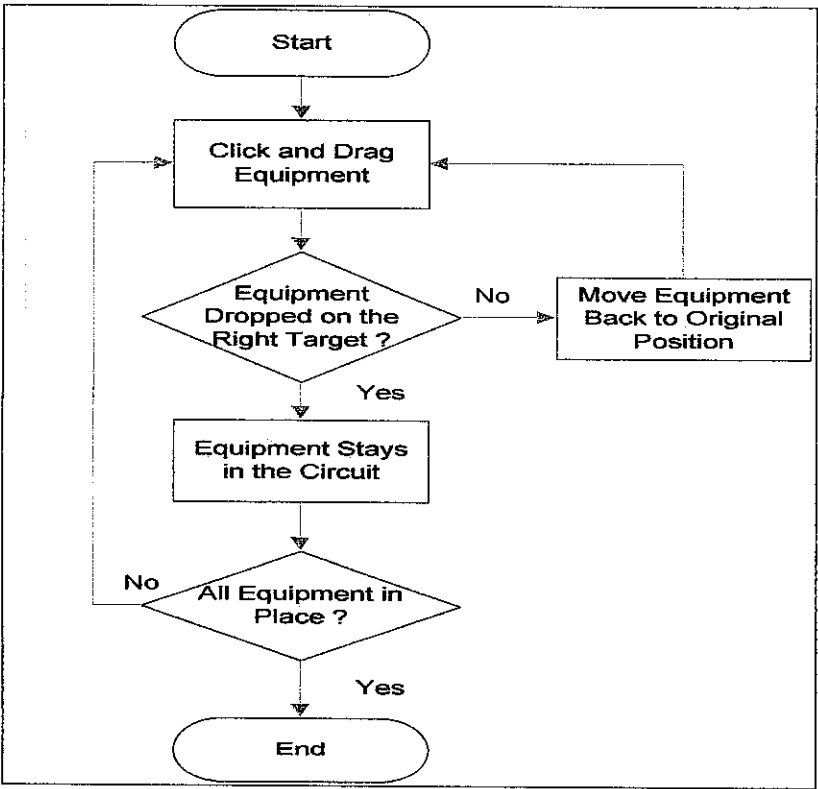 Start
Click and Drag
Equipment
Equipment
Dropped on the
Right Target ?
No
Move Equipment
Back to Original
Position
Yes
Equipment Stays
in the Circuit
No
All Equipment in
Place ?
Yes
End